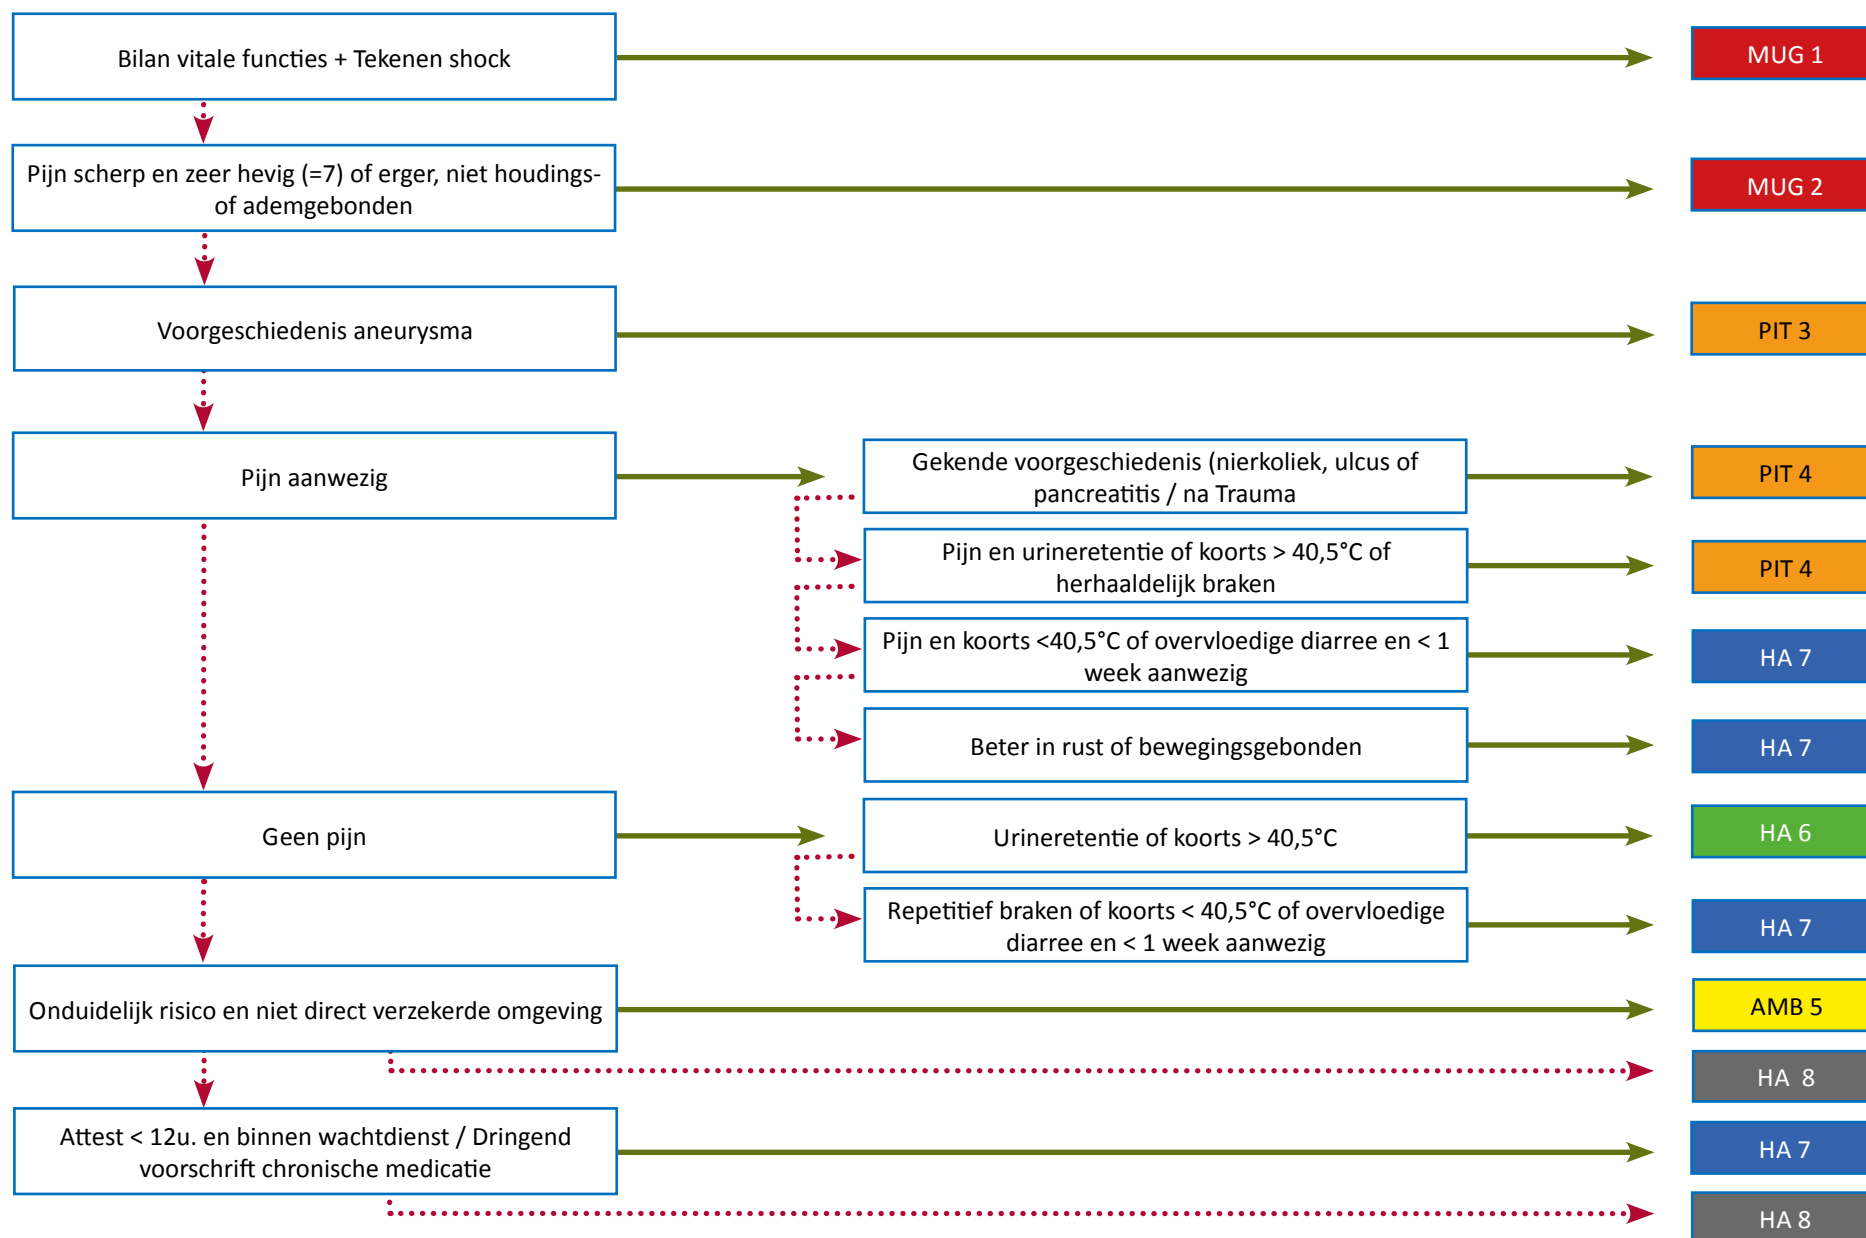 Bilan vitale functies + Tekenen shock
MUG 1
Pijn scherp en zeer hevig (=7) of erger, niet houdings-
of ademgebonden
MUG 2
Voorgeschiedenis aneurysma
PIT 3
Pijn aanwezig
Gekende voorgeschiedenis (nierkoliek, ulcus of
pancreatitis / na Trauma
PIT 4
Pijn en urineretentie of koorts > 40,5°C of
herhaaldelijk braken
PIT 4
Pijn en koorts <40,5°C of overvloedige diarree en < 1
week aanwezig
HA 7
Beter in rust of bewegingsgebonden
HA 7
Geen pijn
Urineretentie of koorts > 40,5°C
HA 6
Repetitief braken of koorts < 40,5°C of overvloedige
diarree en < 1 week aanwezig
HA 7
Onduidelijk risico en niet direct verzekerde omgeving
AMB 5
HA 8
Attest < 12u. en binnen wachtdienst / Dringend
voorschrift chronische medicatie
HA 7
HA 8